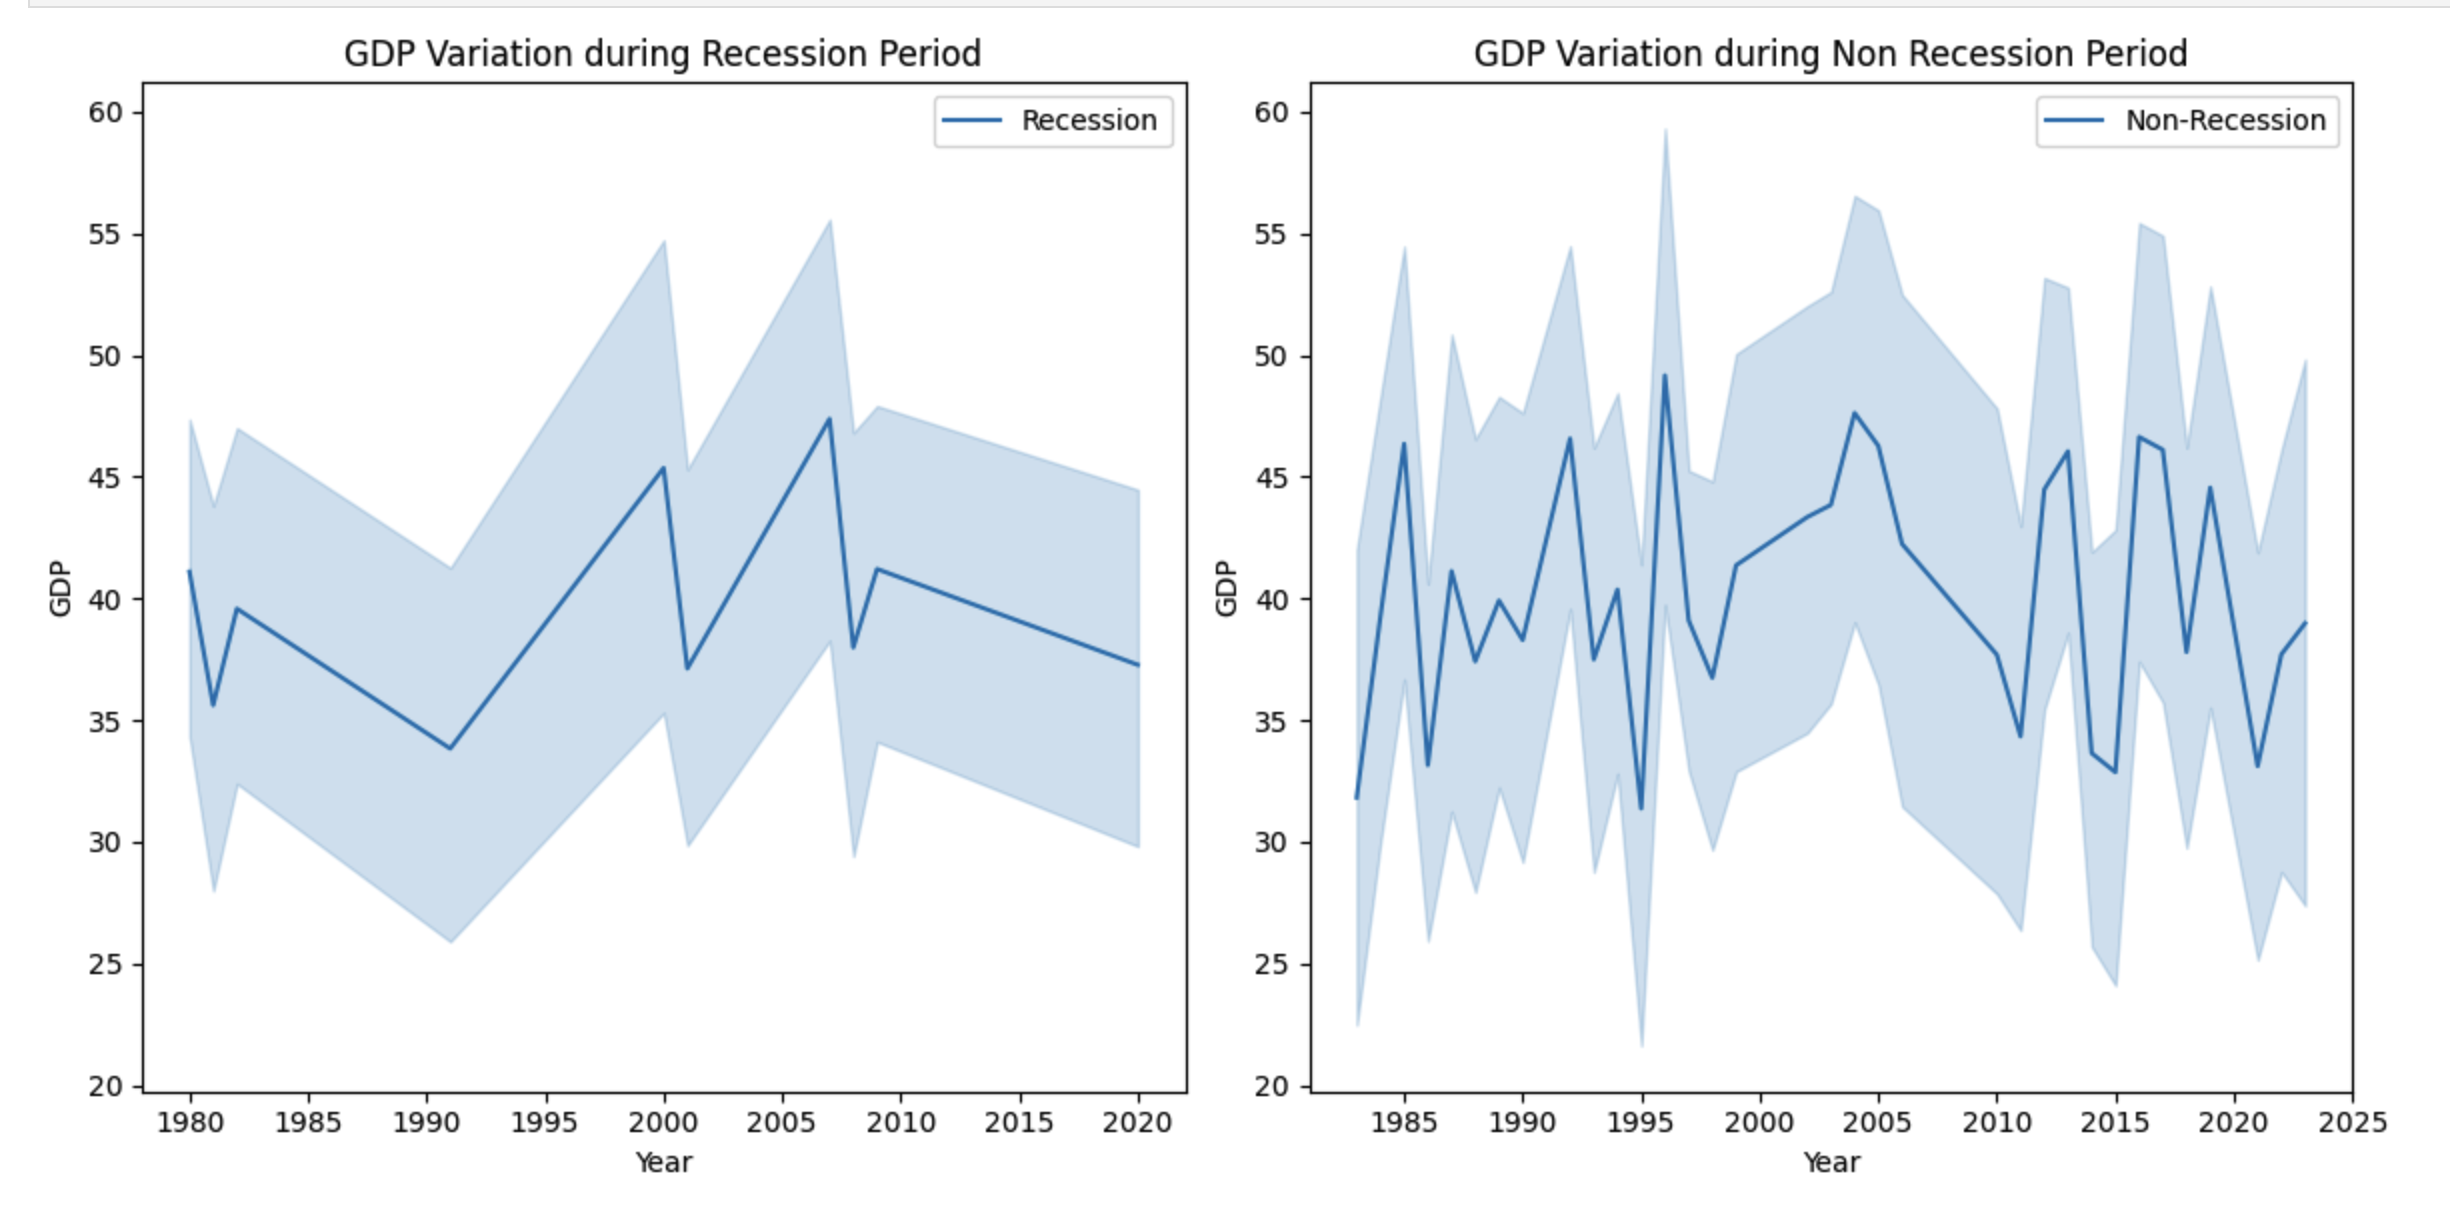 GDP Variation during Recession Period
Recession
60
55
50
45
40
35
30
25
20
GDP
1980 1985 1990 1995 2000 2005 2010 2015 2020
Year
GDP Variation during Non Recession Period
Non-Recession
60
55
50
45
40
35
30
25
20
GDP
1985 1990 1995 2000 2005 2010 2015 2020 2025
Year